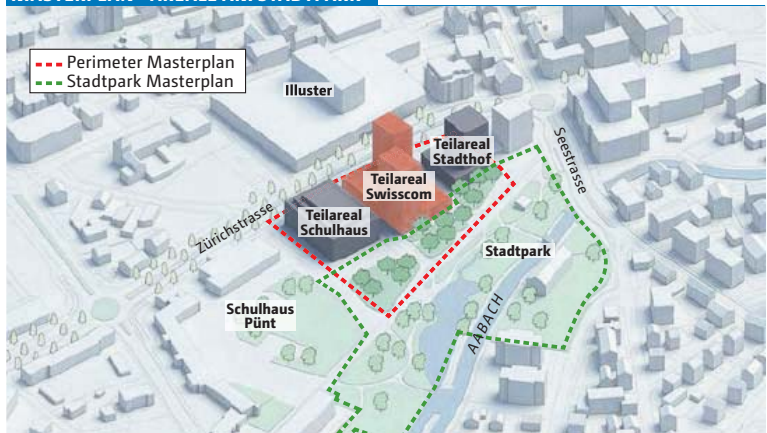 Perimeter Masterplan
Stadtpark Masterplan
Illuster
Teilareal
Stadthof
Seestrasse
Teilareal
Swisscom
Teilareal
Schulhaus
Zürichstrasse
Stadtpark
Schulhaus
Pünt
AABACH